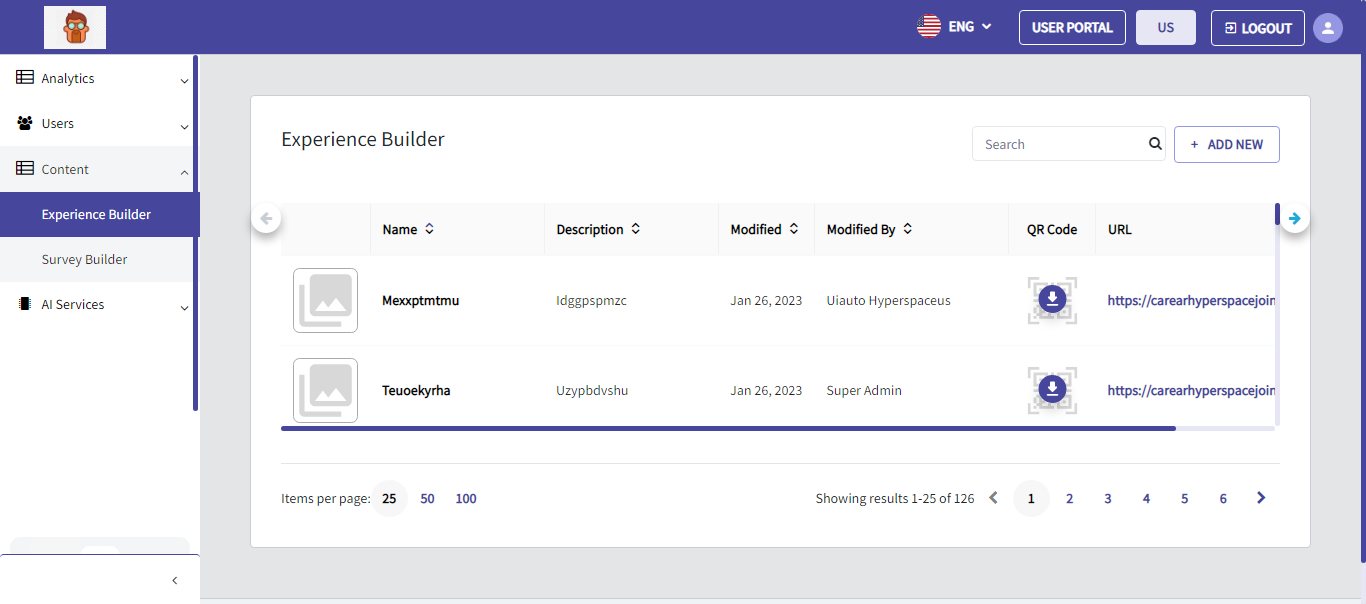 ENG USER PORTAL US LOGOUT
Analytics
Users
Content
Experience Builder
Survey Builder
AI Services
Experience Builder
Search
+ ADD NEW
Name Description Modified Modified By QR Code URL
Mexxptmtmu Idggpspmzc Jan 26, 2023 Uiauto Hyperspaceus https://carearhyperspacejoin
Teuoekyrha Uzypbdvshu Jan 26, 2023 Super Admin https://carearhyperspacejoin
Items per page: 25 50 100 Showing results 1-25 of 126 1 2 3 4 5 6